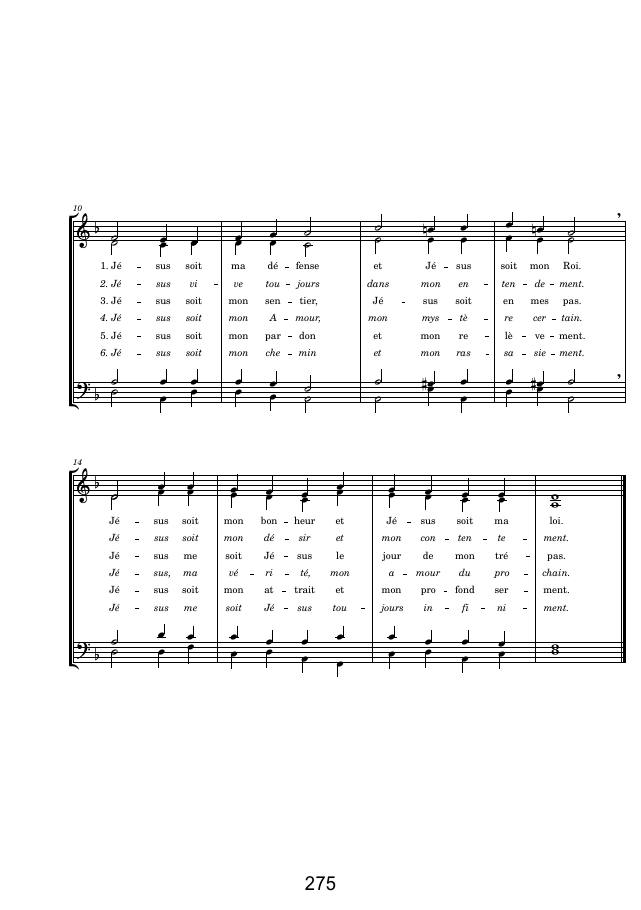 10
1. Jé – sus soit ma dé – fense et Jé – sus soit mon Roi.
2. Jé – sus vi – ve tou – jours dans mon en – ten – de – ment.
3. Jé – sus soit mon sen – tier, Jé – sus soit en mes pas.
4. Jé – sus soit mon A – mour, mon mys – tè – re cer – tain.
5. Jé – sus soit mon par – don et mon re – lè – ve – ment.
6. Jé – sus soit mon che – min et mon ras – sa – sie – ment.
14
Jé – sus soit mon bon – heur et Jé – sus soit ma loi.
Jé – sus soit mon dé – sir et mon con – ten – te – ment.
Jé – sus me soit Jé – sus le jour de mon tré – pas.
Jé – sus, ma vé – ri – té, mon a – mour du pro – chain.
Jé – sus soit mon at – trait et mon pro – fond ser – ment.
Jé – sus me soit Jé – sus tou – jours in – fi – ni – ment.
275